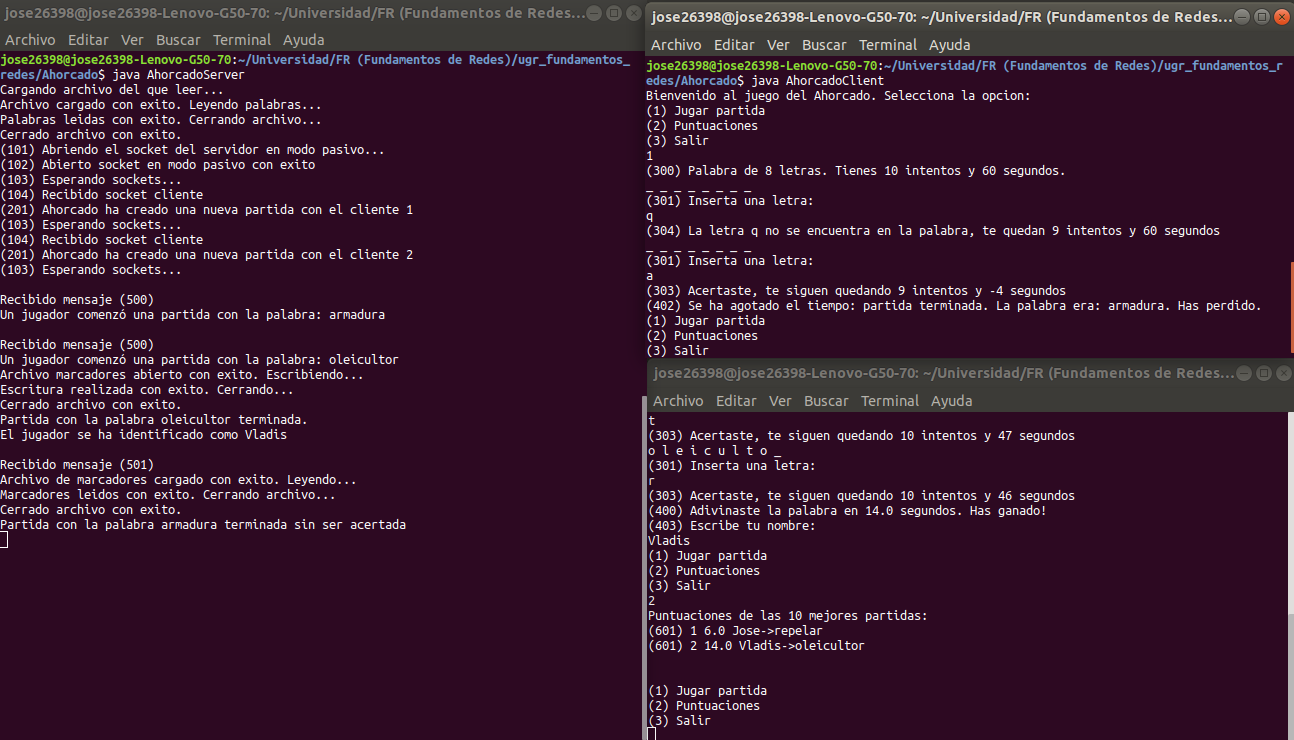 jose26398@jose26398-Lenovo-G50-70: ~/Universidad/FR (Fundamentos de Redes...
Archivo Editar Ver Buscar Terminal Ayuda
jose26398@jose26398-Lenovo-G50-70:~/Universidad/FR (Fundamentos de Redes)/ugr_fundamentos_
redes/Ahorcado$ java AhorcadoServer
Cargando archivo del que leer...
Archivo cargado con exito. Leyendo palabras...
Palabras leidas con exito. Cerrando archivo...
Cerrado archivo con exito.
(101) Abriendo el socket del servidor en modo pasivo...
(102) Abierto socket en modo pasivo con exito
(103) Esperando sockets...
(104) Recibido socket cliente
(201) Ahorcado ha creado una nueva partida con el cliente 1
(103) Esperando sockets...
(104) Recibido socket cliente
(201) Ahorcado ha creado una nueva partida con el cliente 2
(103) Esperando sockets...
Recibido mensaje (500)
Un jugador comenzó una partida con la palabra: armadura
Recibido mensaje (500)
Un jugador comenzó una partida con la palabra: oleicultor
Archivo marcadores abierto con exito. Escribiendo...
Escritura realizada con exito. Cerrando...
Cerrado archivo con exito.
Partida con la palabra oleicultor terminada.
El jugador se ha identificado como Vladis
Recibido mensaje (501)
Archivo de marcadores cargado con exito. Leyendo...
Marcadores leidos con exito. Cerrando archivo...
Cerrado archivo con exito.
Partida con la palabra armadura terminada sin ser acertada
jose26398@jose26398-Lenovo-G50-70: ~/Universidad/FR (Fundamentos de Redes...
Archivo Editar Ver Buscar Terminal Ayuda
jose26398@jose26398-Lenovo-G50-70:~/Universidad/FR (Fundamentos de Redes)/ugr_fundamentos_r
edes/Ahorcado$ java AhorcadoClient
Bienvenido al juego del Ahorcado. Selecciona la opcion:
(1) Jugar partida
(2) Puntuaciones
(3) Salir
1
(300) Palabra de 8 letras. Tienes 10 intentos y 60 segundos.
_ _ _ _ _ _ _ _
(301) Inserta una letra:
q
(304) La letra q no se encuentra en la palabra, te quedan 9 intentos y 60 segundos
_ _ _ _ _ _ _ _
(301) Inserta una letra:
a
(303) Acertaste, te siguen quedando 9 intentos y -4 segundos
(402) Se ha agotado el tiempo: partida terminada. La palabra era: armadura. Has perdido.
(1) Jugar partida
(2) Puntuaciones
(3) Salir
jose26398@jose26398-Lenovo-G50-70: ~/Universidad/FR (Fundamentos de Redes...
Archivo Editar Ver Buscar Terminal Ayuda
t
(303) Acertaste, te siguen quedando 10 intentos y 47 segundos
o l e i c u l t o _
(301) Inserta una letra:
r
(303) Acertaste, te siguen quedando 10 intentos y 46 segundos
(400) Adivinaste la palabra en 14.0 segundos. Has ganado!
(403) Escribe tu nombre:
Vladis
(1) Jugar partida
(2) Puntuaciones
(3) Salir
2
Puntuaciones de las 10 mejores partidas:
(601) 1 6.0 Jose->repelar
(601) 2 14.0 Vladis->oleicultor
(1) Jugar partida
(2) Puntuaciones
(3) Salir